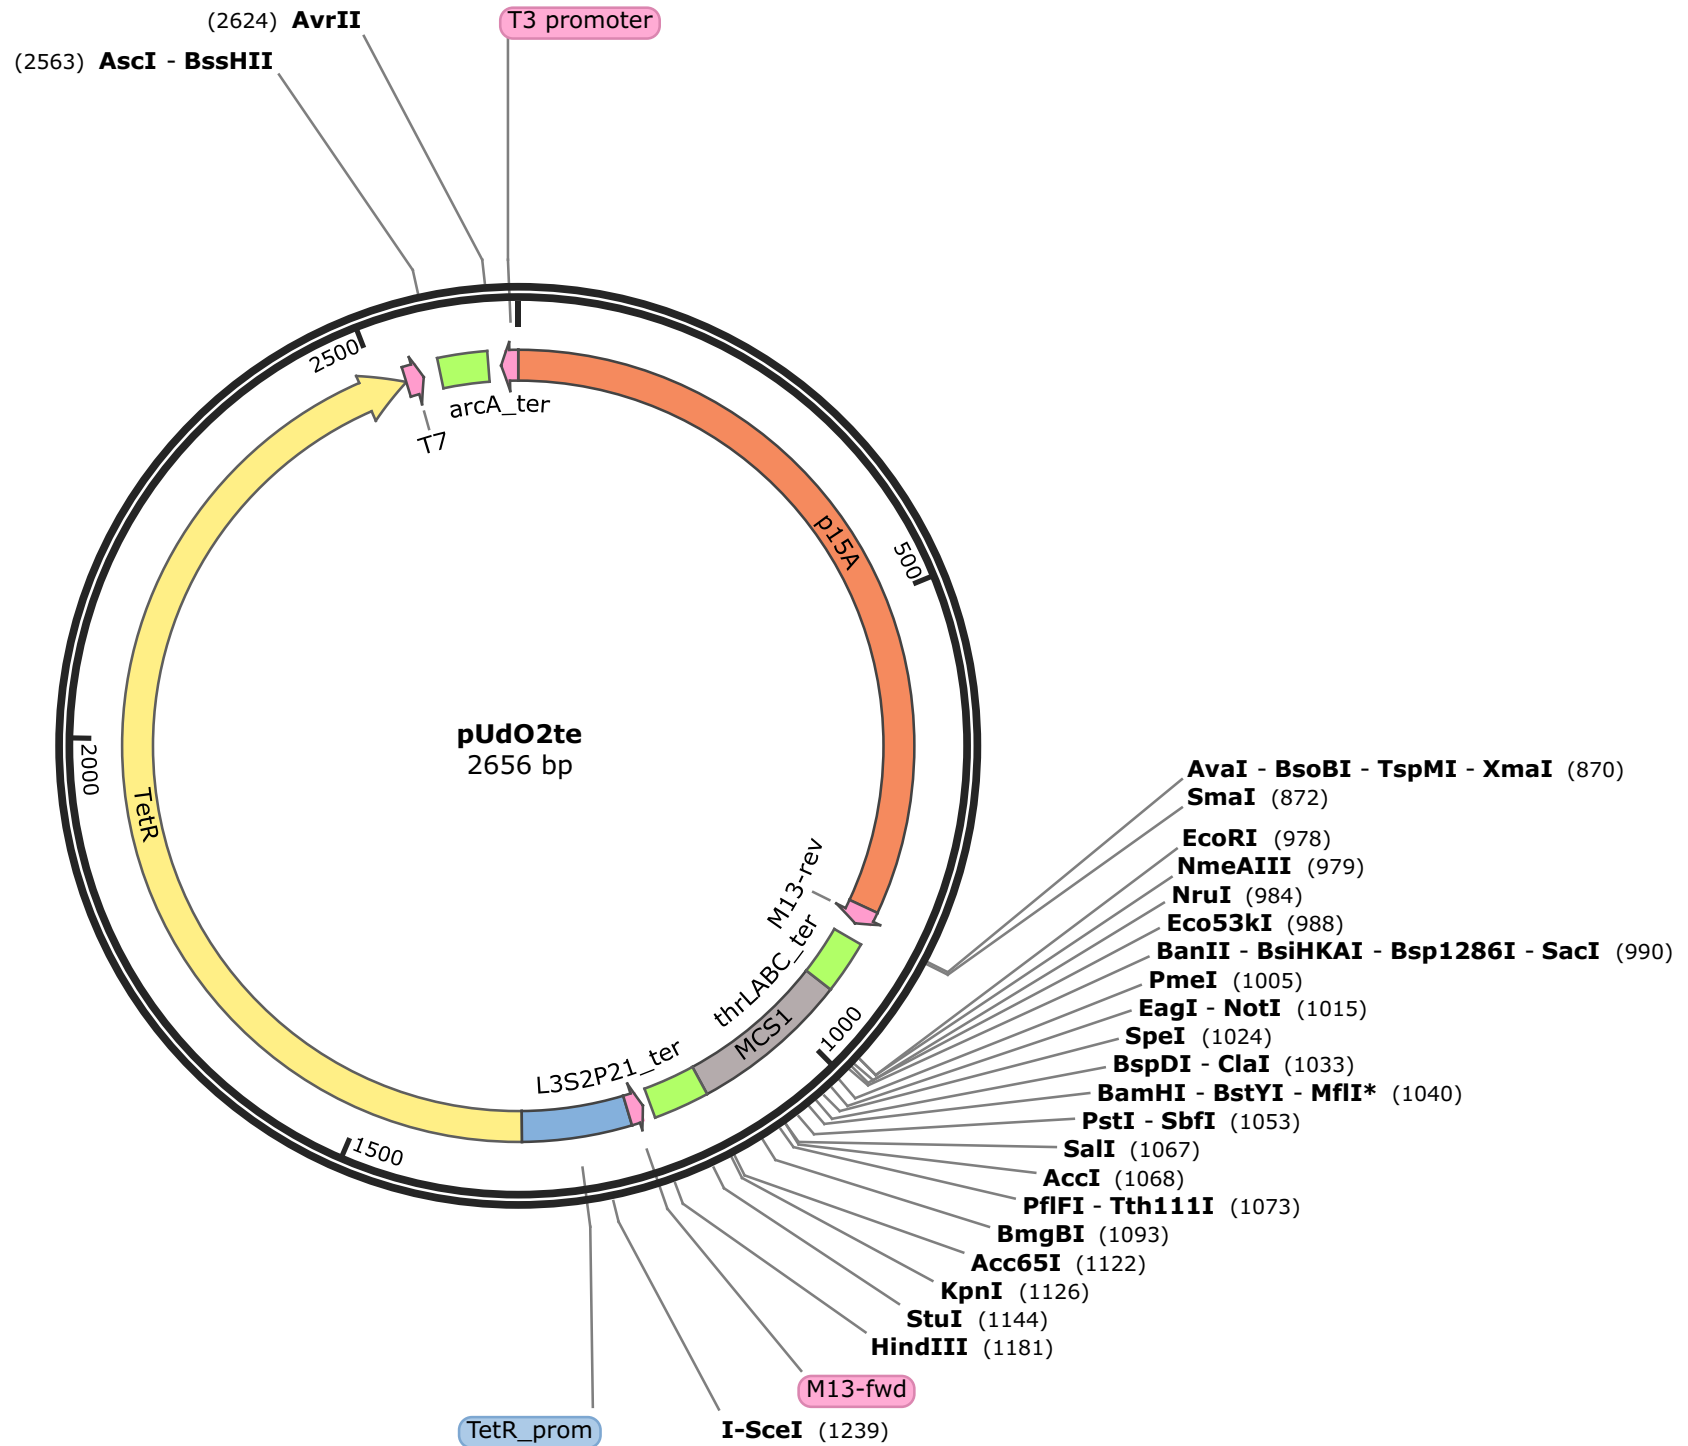 (2624) AvrII
T3 promoter
(2563) AscI - BssHII
2500
arcA_ter
T7
p15A
500
pUdO2te
2656 bp
2000
TetR
AvaI - BsoBI - TspMI - XmaI (870)
SmaI (872)
EcoRI (978)
M13-rev
NmeAIII (979)
NruI (984)
thrLABC_ter
Eco53kI (988)
BanII - BsiHKAI - Bsp1286I - SacI (990)
PmeI (1005)
EagI - NotI (1015)
1000
MCS1
SpeI (1024)
BspDI - ClaI (1033)
L3S2P21_ter
BamHI - BstYI - MflI* (1040)
PstI - SbfI (1053)
SalI (1067)
1500
AccI (1068)
PflFI - Tth111I (1073)
BmgBI (1093)
Acc65I (1122)
KpnI (1126)
StuI (1144)
HindIII (1181)
M13-fwd
TetR_prom
I-SceI (1239)